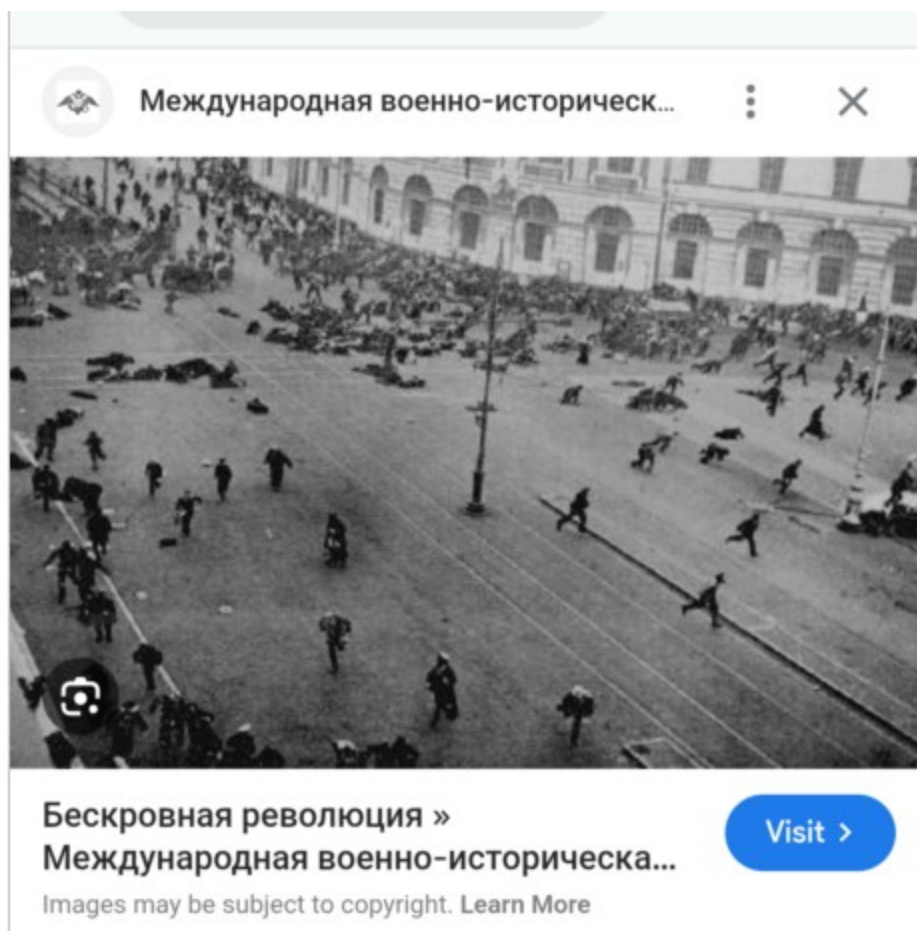 Международная военно-историческ...
Бескровная революция »
Международная военно-историческа...
Visit >
Images may be subject to copyright. Learn More